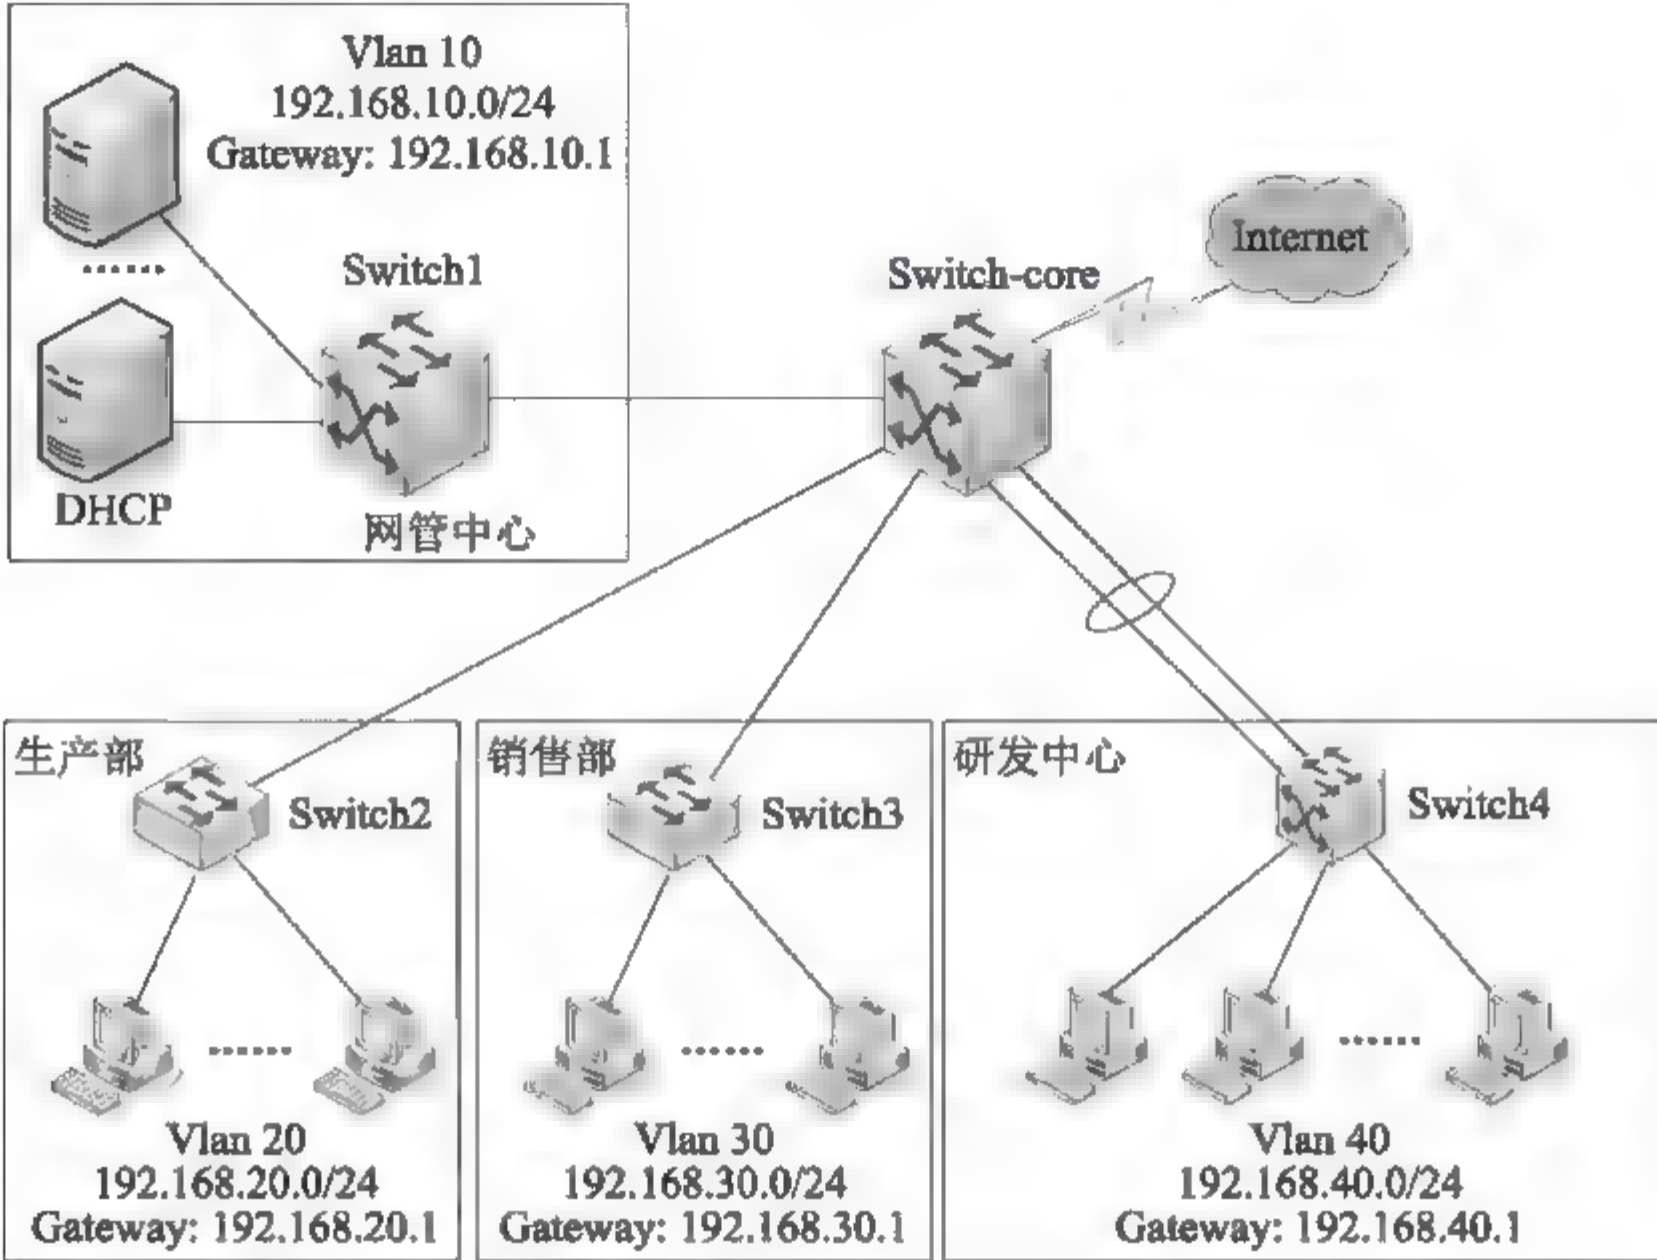 Vlan 10
192.168.10.0/24
Gateway: 192.168.10.1
Switch1
DHCP
网管中心
Switch-core
Internet
生产部
Switch2
Vlan 20
192.168.20.0/24
Gateway: 192.168.20.1
销售部
Switch3
Vlan 30
192.168.30.0/24
Gateway: 192.168.30.1
研发中心
Switch4
Vlan 40
192.168.40.0/24
Gateway: 192.168.40.1